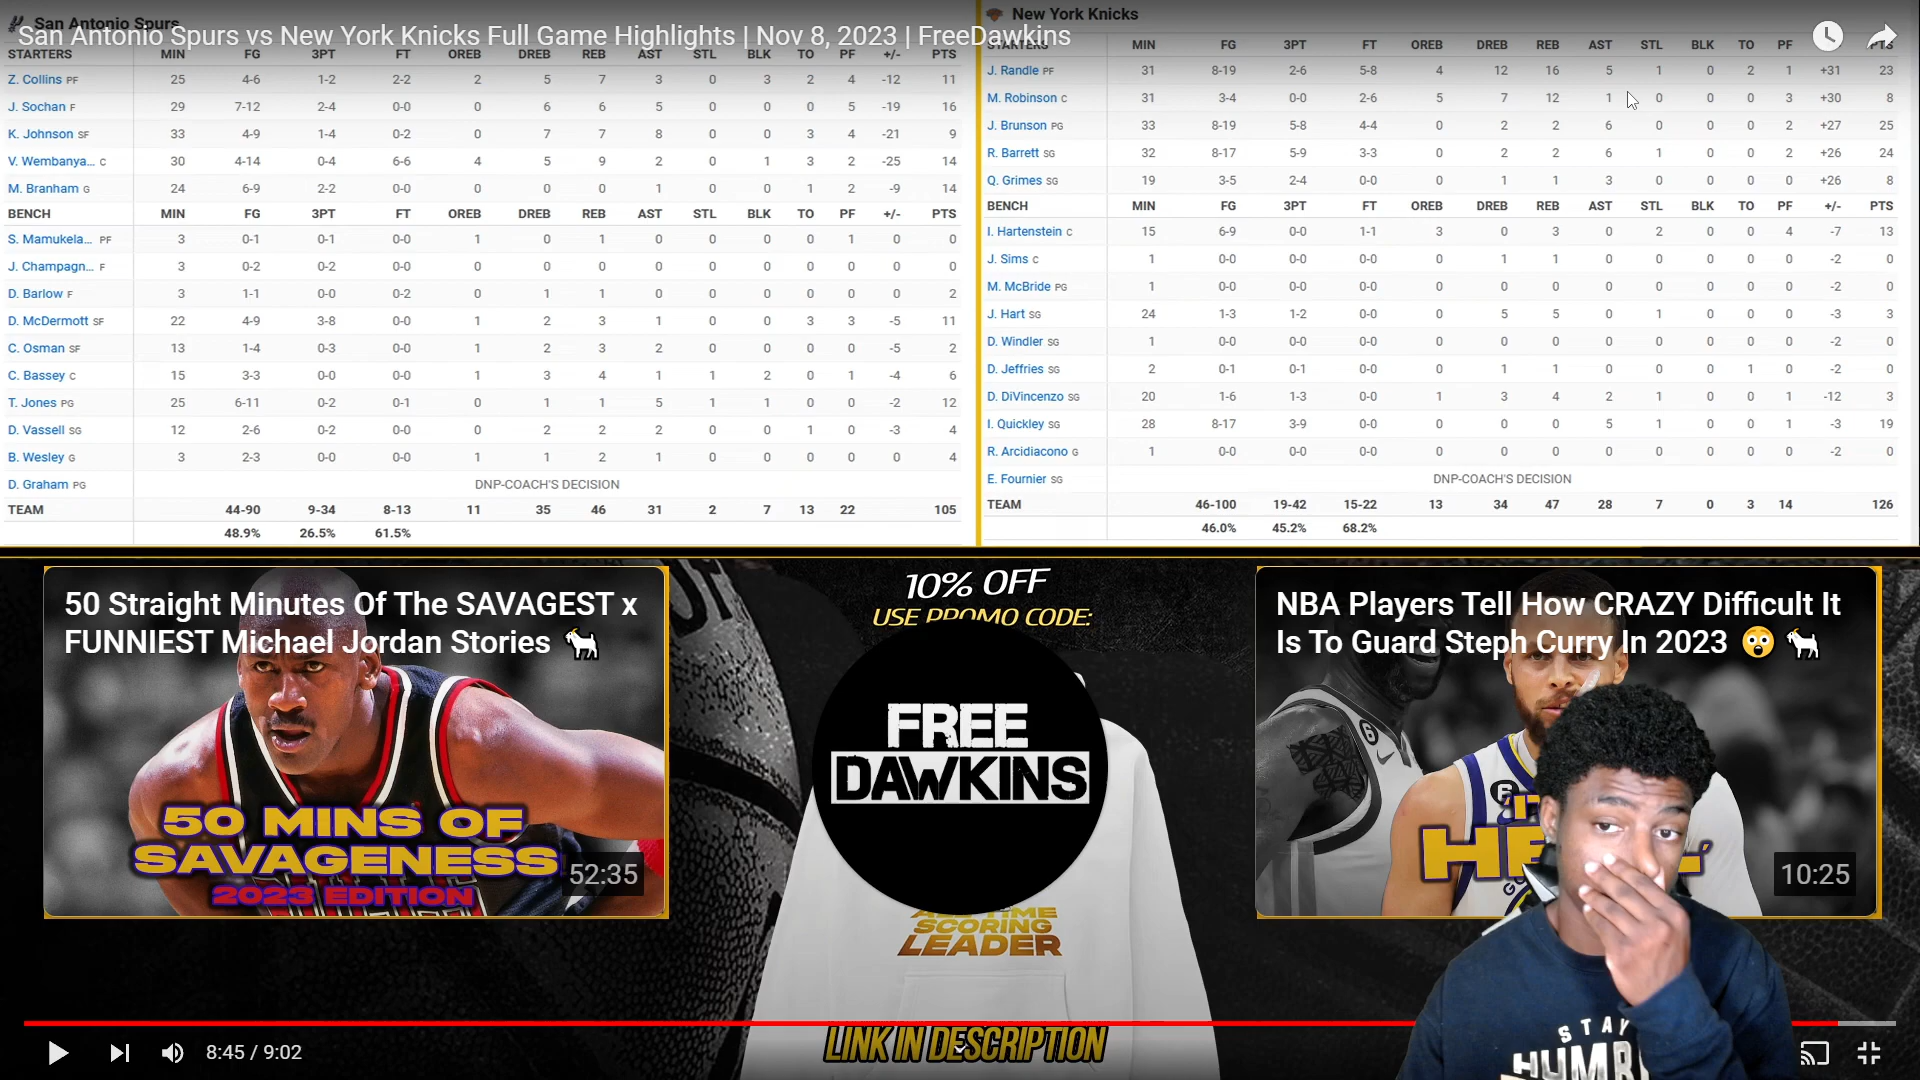 San Antonio Spurs
San Antonio Spurs vs New York Knicks Full Game Highlights | Nov 8, 2023 | FreeDawkins
STARTERS MIN FG 3PT FT OREB DREB REB AST STL BLK TO PF +/- PTS
Z. Collins PF 25 4-6 1-2 2-2 2 5 7 3 0 3 2 4 -12 11
J. Sochan F 29 7-12 2-4 0-0 0 6 6 5 0 0 0 5 -19 16
K. Johnson SF 33 4-9 1-4 0-2 0 7 7 8 0 0 3 4 -21 9
V. Wembanya... C 30 4-14 0-4 6-6 4 5 9 2 0 1 3 2 -25 14
M. Branham G 24 6-9 2-2 0-0 0 0 0 1 0 0 1 2 -9 14
BENCH MIN FG 3PT FT OREB DREB REB AST STL BLK TO PF +/- PTS
S. Mamukela... PF 3 0-1 0-1 0-0 1 0 1 0 0 0 0 1 0 0
J. Champagn... F 3 0-2 0-2 0-0 0 0 0 0 0 0 0 0 0 0
D. Barlow F 3 1-1 0-0 0-2 0 1 1 0 0 0 0 0 0 2
D. McDermott SF 22 4-9 3-8 0-0 1 2 3 1 0 0 3 3 -5 11
C. Osman SF 13 1-4 0-3 0-0 1 2 3 2 0 0 0 0 -5 2
C. Bassey C 15 3-3 0-0 0-0 1 3 4 1 1 2 0 1 -4 6
T. Jones PG 25 6-11 0-2 0-1 0 1 1 5 1 1 0 0 -2 12
D. Vassell SG 12 2-6 0-2 0-0 0 2 2 2 0 0 1 0 -3 4
B. Wesley G 3 2-3 0-0 0-0 1 1 2 1 0 0 0 0 0 4
D. Graham PG DNP-COACH'S DECISION
TEAM 44-90 9-34 8-13 11 35 46 31 2 7 13 22 105
48.9% 26.5% 61.5%
New York Knicks
STARTERS MIN FG 3PT FT OREB DREB REB AST STL BLK TO PF PTS
J. Randle PF 31 8-19 2-6 5-8 4 12 16 5 1 0 2 1 +31 23
M. Robinson C 31 3-4 0-0 2-6 5 7 12 1 0 0 0 3 +30 8
J. Brunson PG 33 8-19 5-8 4-4 0 2 2 6 0 0 0 2 +27 25
R. Barrett SG 32 8-17 5-9 3-3 0 2 2 6 1 0 0 2 +26 24
Q. Grimes SG 19 3-5 2-4 0-0 0 1 1 3 0 0 0 0 +26 8
BENCH MIN FG 3PT FT OREB DREB REB AST STL BLK TO PF +/- PTS
I. Hartenstein C 15 6-9 0-0 1-1 3 0 3 0 2 0 0 4 -7 13
J. Sims C 1 0-0 0-0 0-0 0 1 1 0 0 0 0 0 -2 0
M. McBride PG 1 0-0 0-0 0-0 0 0 0 0 0 0 0 0 -2 0
J. Hart SG 24 1-3 1-2 0-0 0 5 5 0 1 0 0 0 -3 3
D. Windler SG 1 0-0 0-0 0-0 0 0 0 0 0 0 0 0 -2 0
D. Jeffries SG 2 0-1 0-1 0-0 0 1 1 0 0 0 1 0 -2 0
D. DiVincenzo SG 20 1-6 1-3 0-0 1 3 4 2 1 0 0 1 -12 3
I. Quickley SG 28 8-17 3-9 0-0 0 0 0 5 1 0 0 1 -3 19
R. Arcidiacono G 1 0-0 0-0 0-0 0 0 0 0 0 0 0 0 -2 0
E. Fournier SG DNP-COACH'S DECISION
TEAM 46-100 19-42 15-22 13 34 47 28 7 0 3 14 126
46.0% 45.2% 68.2%
50 Straight Minutes Of The SAVAGEST x
FUNNIEST Michael Jordan Stories 🐐
50 MINS OF
SAVAGENESS
2023 EDITION
52:35
10% OFF
USE PROMO CODE:
FREE
DAWKINS
ALL-TIME
SCORING
LEADER
LINK IN DESCRIPTION
NBA Players Tell How CRAZY Difficult It
Is To Guard Steph Curry In 2023 😲 🐐
6
10:25
STAY
8:45 / 9:02